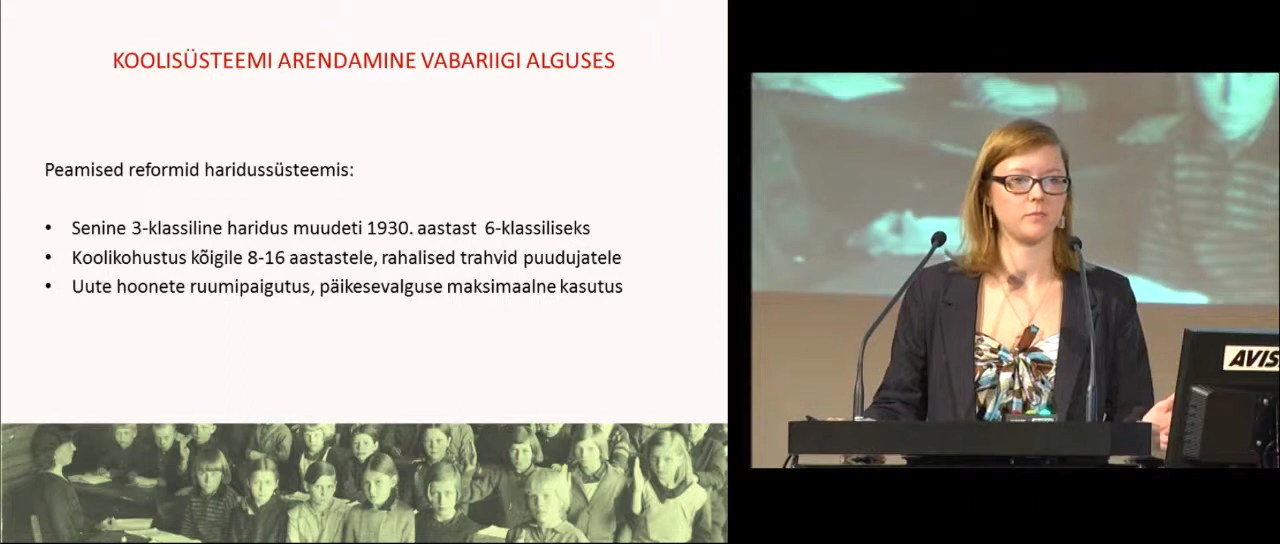 KOOLISÜSTEEMI ARENDAMINE VABARIIGI ALGUSES
Peamised reformid haridussüsteemis:
• Senine 3-klassiline haridus muudeti 1930. aastast 6-klassiliseks
• Koolikohustus kõigile 8-16 aastastele, rahalised trahvid puudujatele
• Uute hoonete ruumipaigutus, päikesevalguse maksimaalne kasutus
AVIS